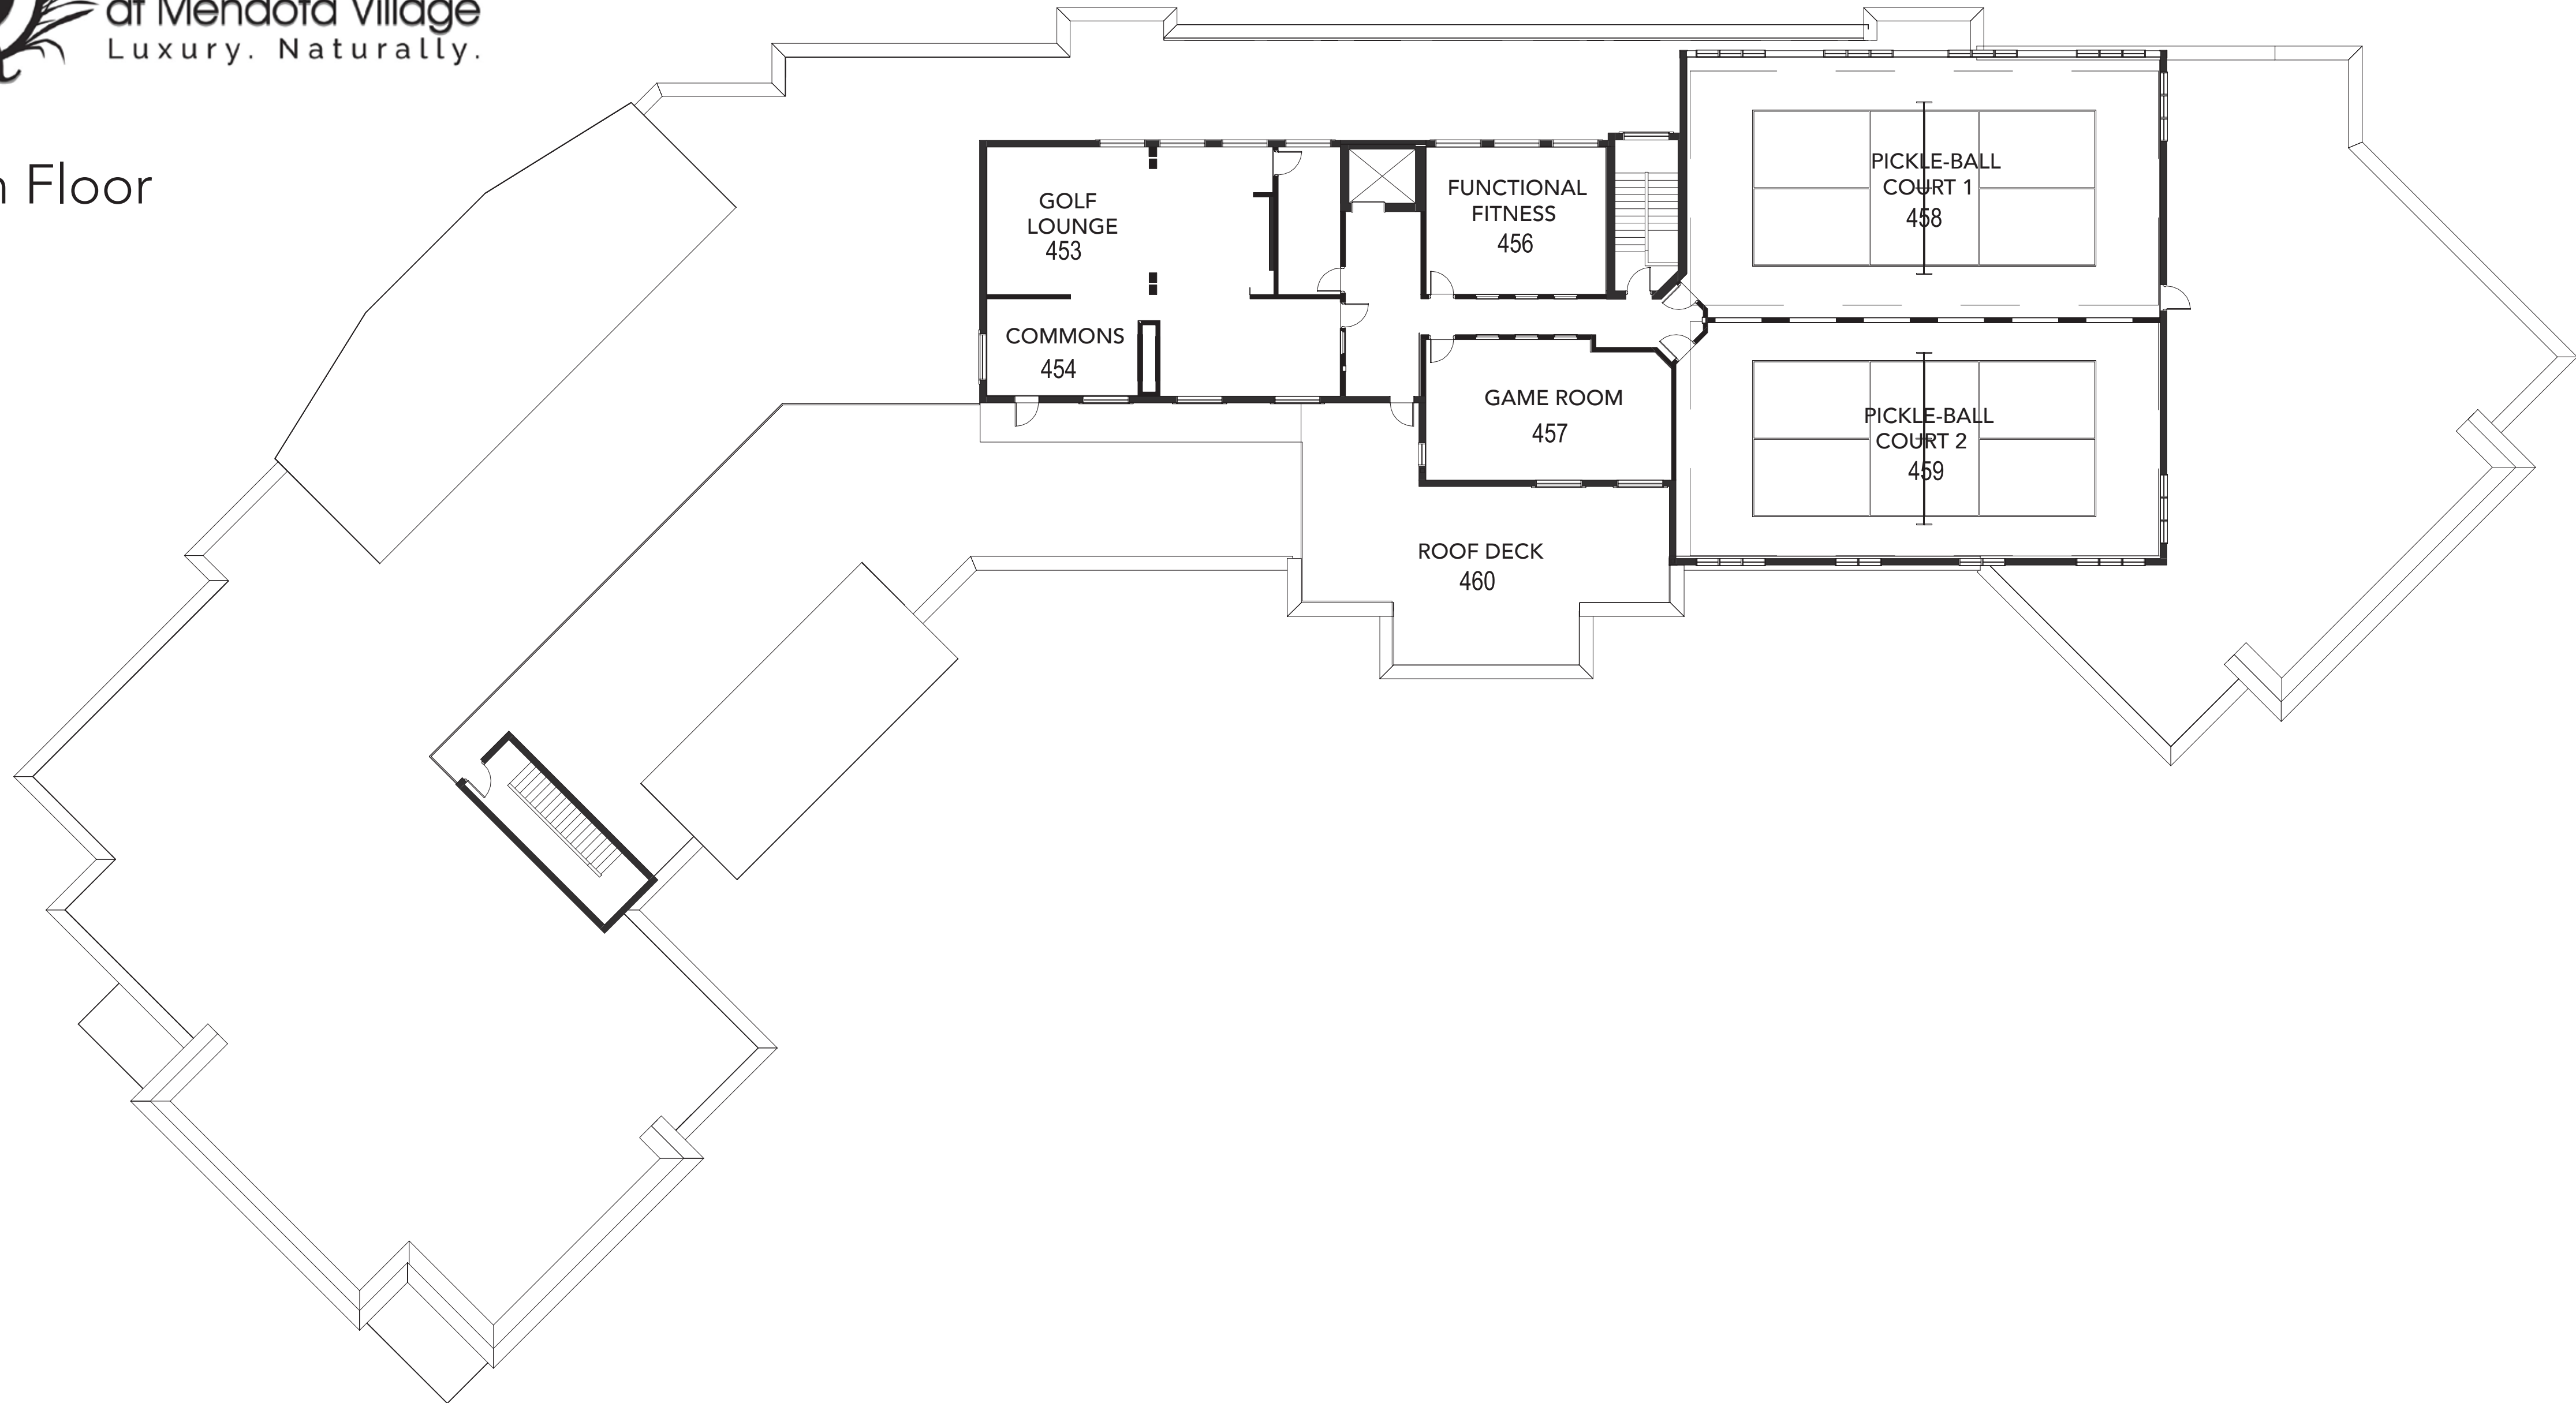 at Mendota Village
Luxury. Naturally.
Floor
GOLF
LOUNGE
453
COMMONS
454
FUNCTIONAL
FITNESS
456
GAME ROOM
457
ROOF DECK
460
PICKLE-BALL
COURT 1
458
PICKLE-BALL
COURT 2
459